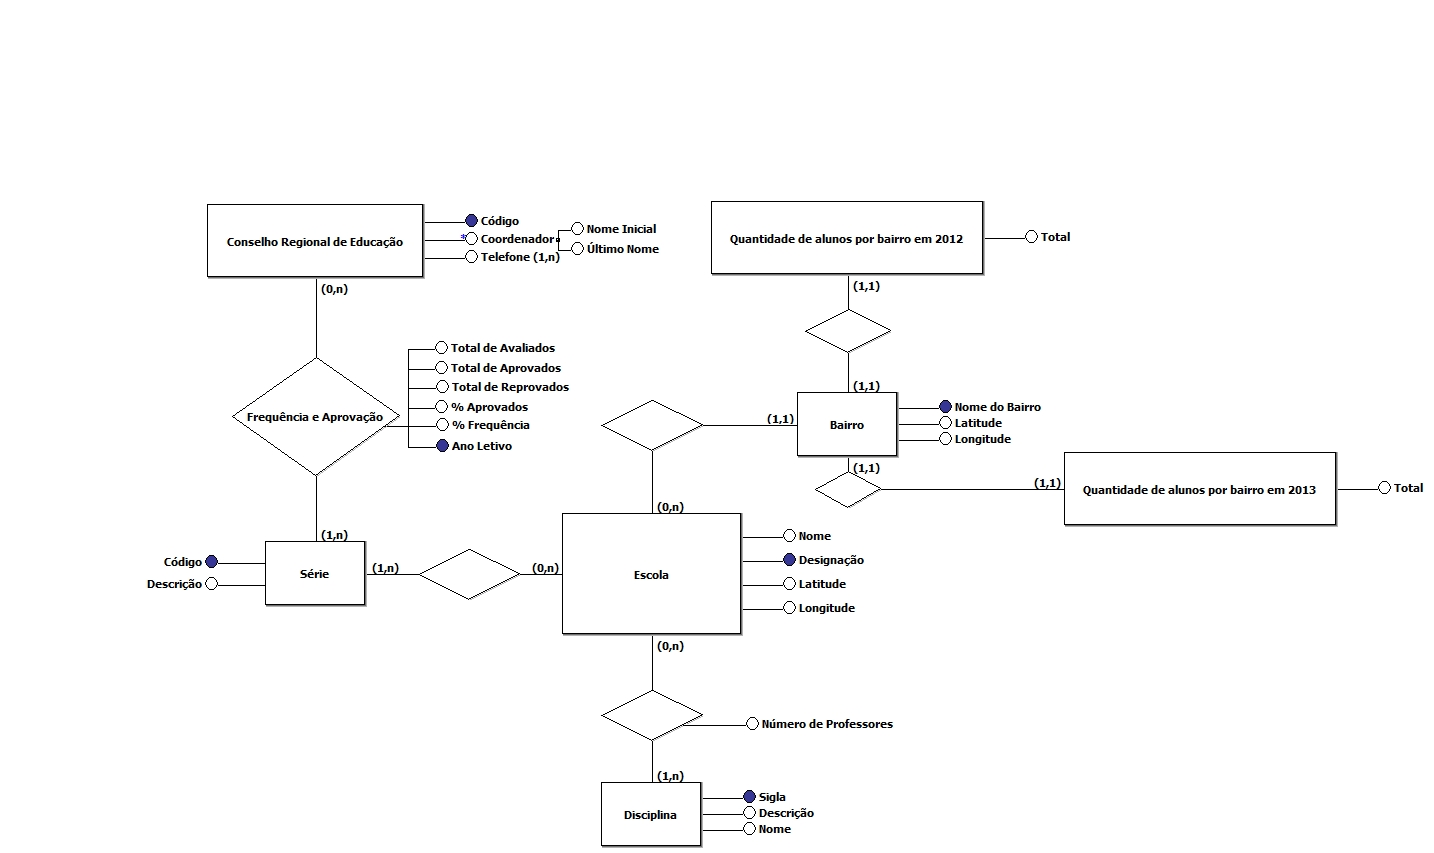 Conselho Regional de Educação
Código
* Coordenador
Telefone (1,n)
Nome Inicial
Último Nome
Quantidade de alunos por bairro em 2012
Total
(0,n)
(1,1)
Frequência e Aprovação
Total de Avaliados
Total de Aprovados
Total de Reprovados
% Aprovados
% Frequência
Ano Letivo
(1,1)
(1,1)
Bairro
Nome do Bairro
Latitude
Longitude
(1,1)
(1,1)
Quantidade de alunos por bairro em 2013
Total
(1,n)
(0,n)
Código
Descrição
Série
(1,n)
(0,n)
Escola
Nome
Designação
Latitude
Longitude
(0,n)
Número de Professores
(1,n)
Disciplina
Sigla
Descrição
Nome